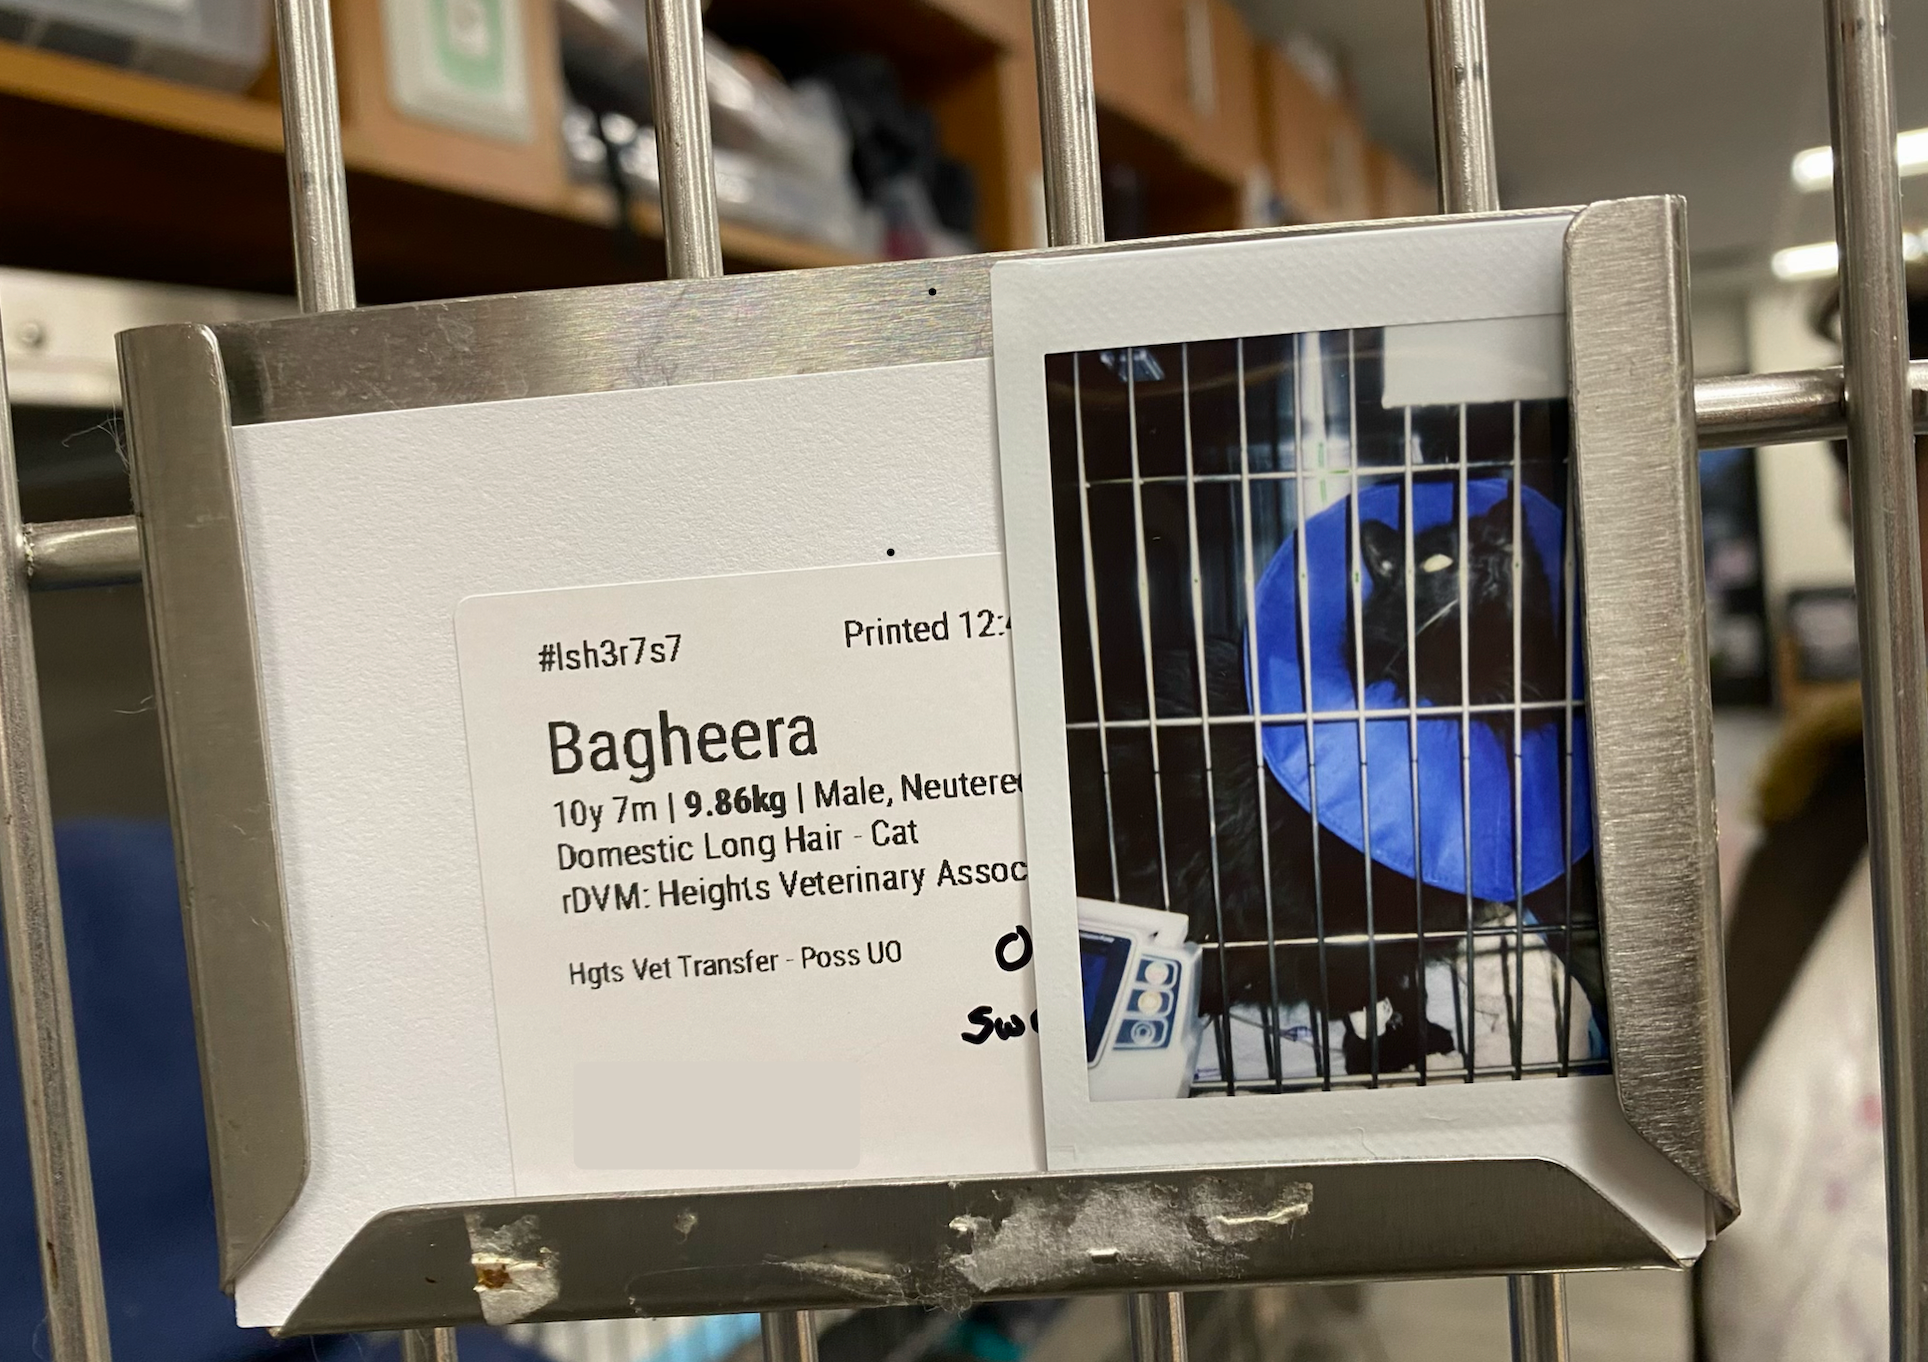 #lsh3r7s7
Printed 12:
Bagheera
10y 7m | 9.86kg | Male, Neutered
Domestic Long Hair - Cat
rDVM: Heights Veterinary Assoc
Hgts Vet Transfer - Poss UO